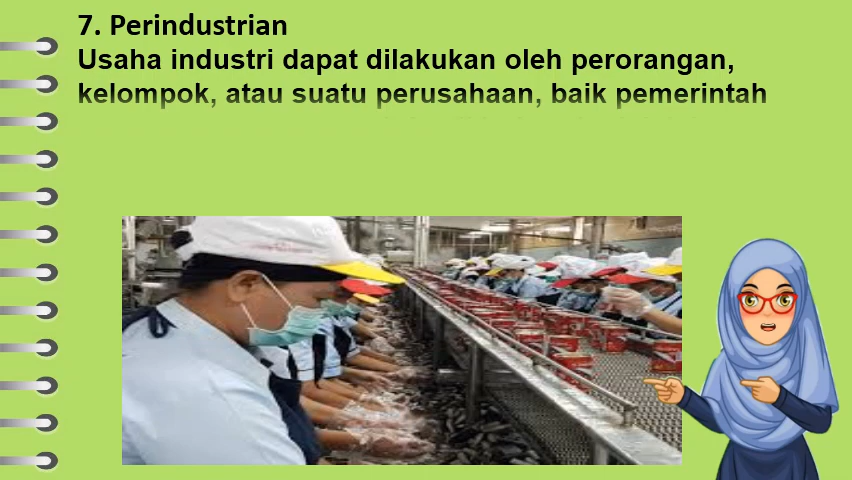 7. Perindustrian
Usaha industri dapat dilakukan oleh perorangan,
kelompok, atau suatu perusahaan, baik pemerintah